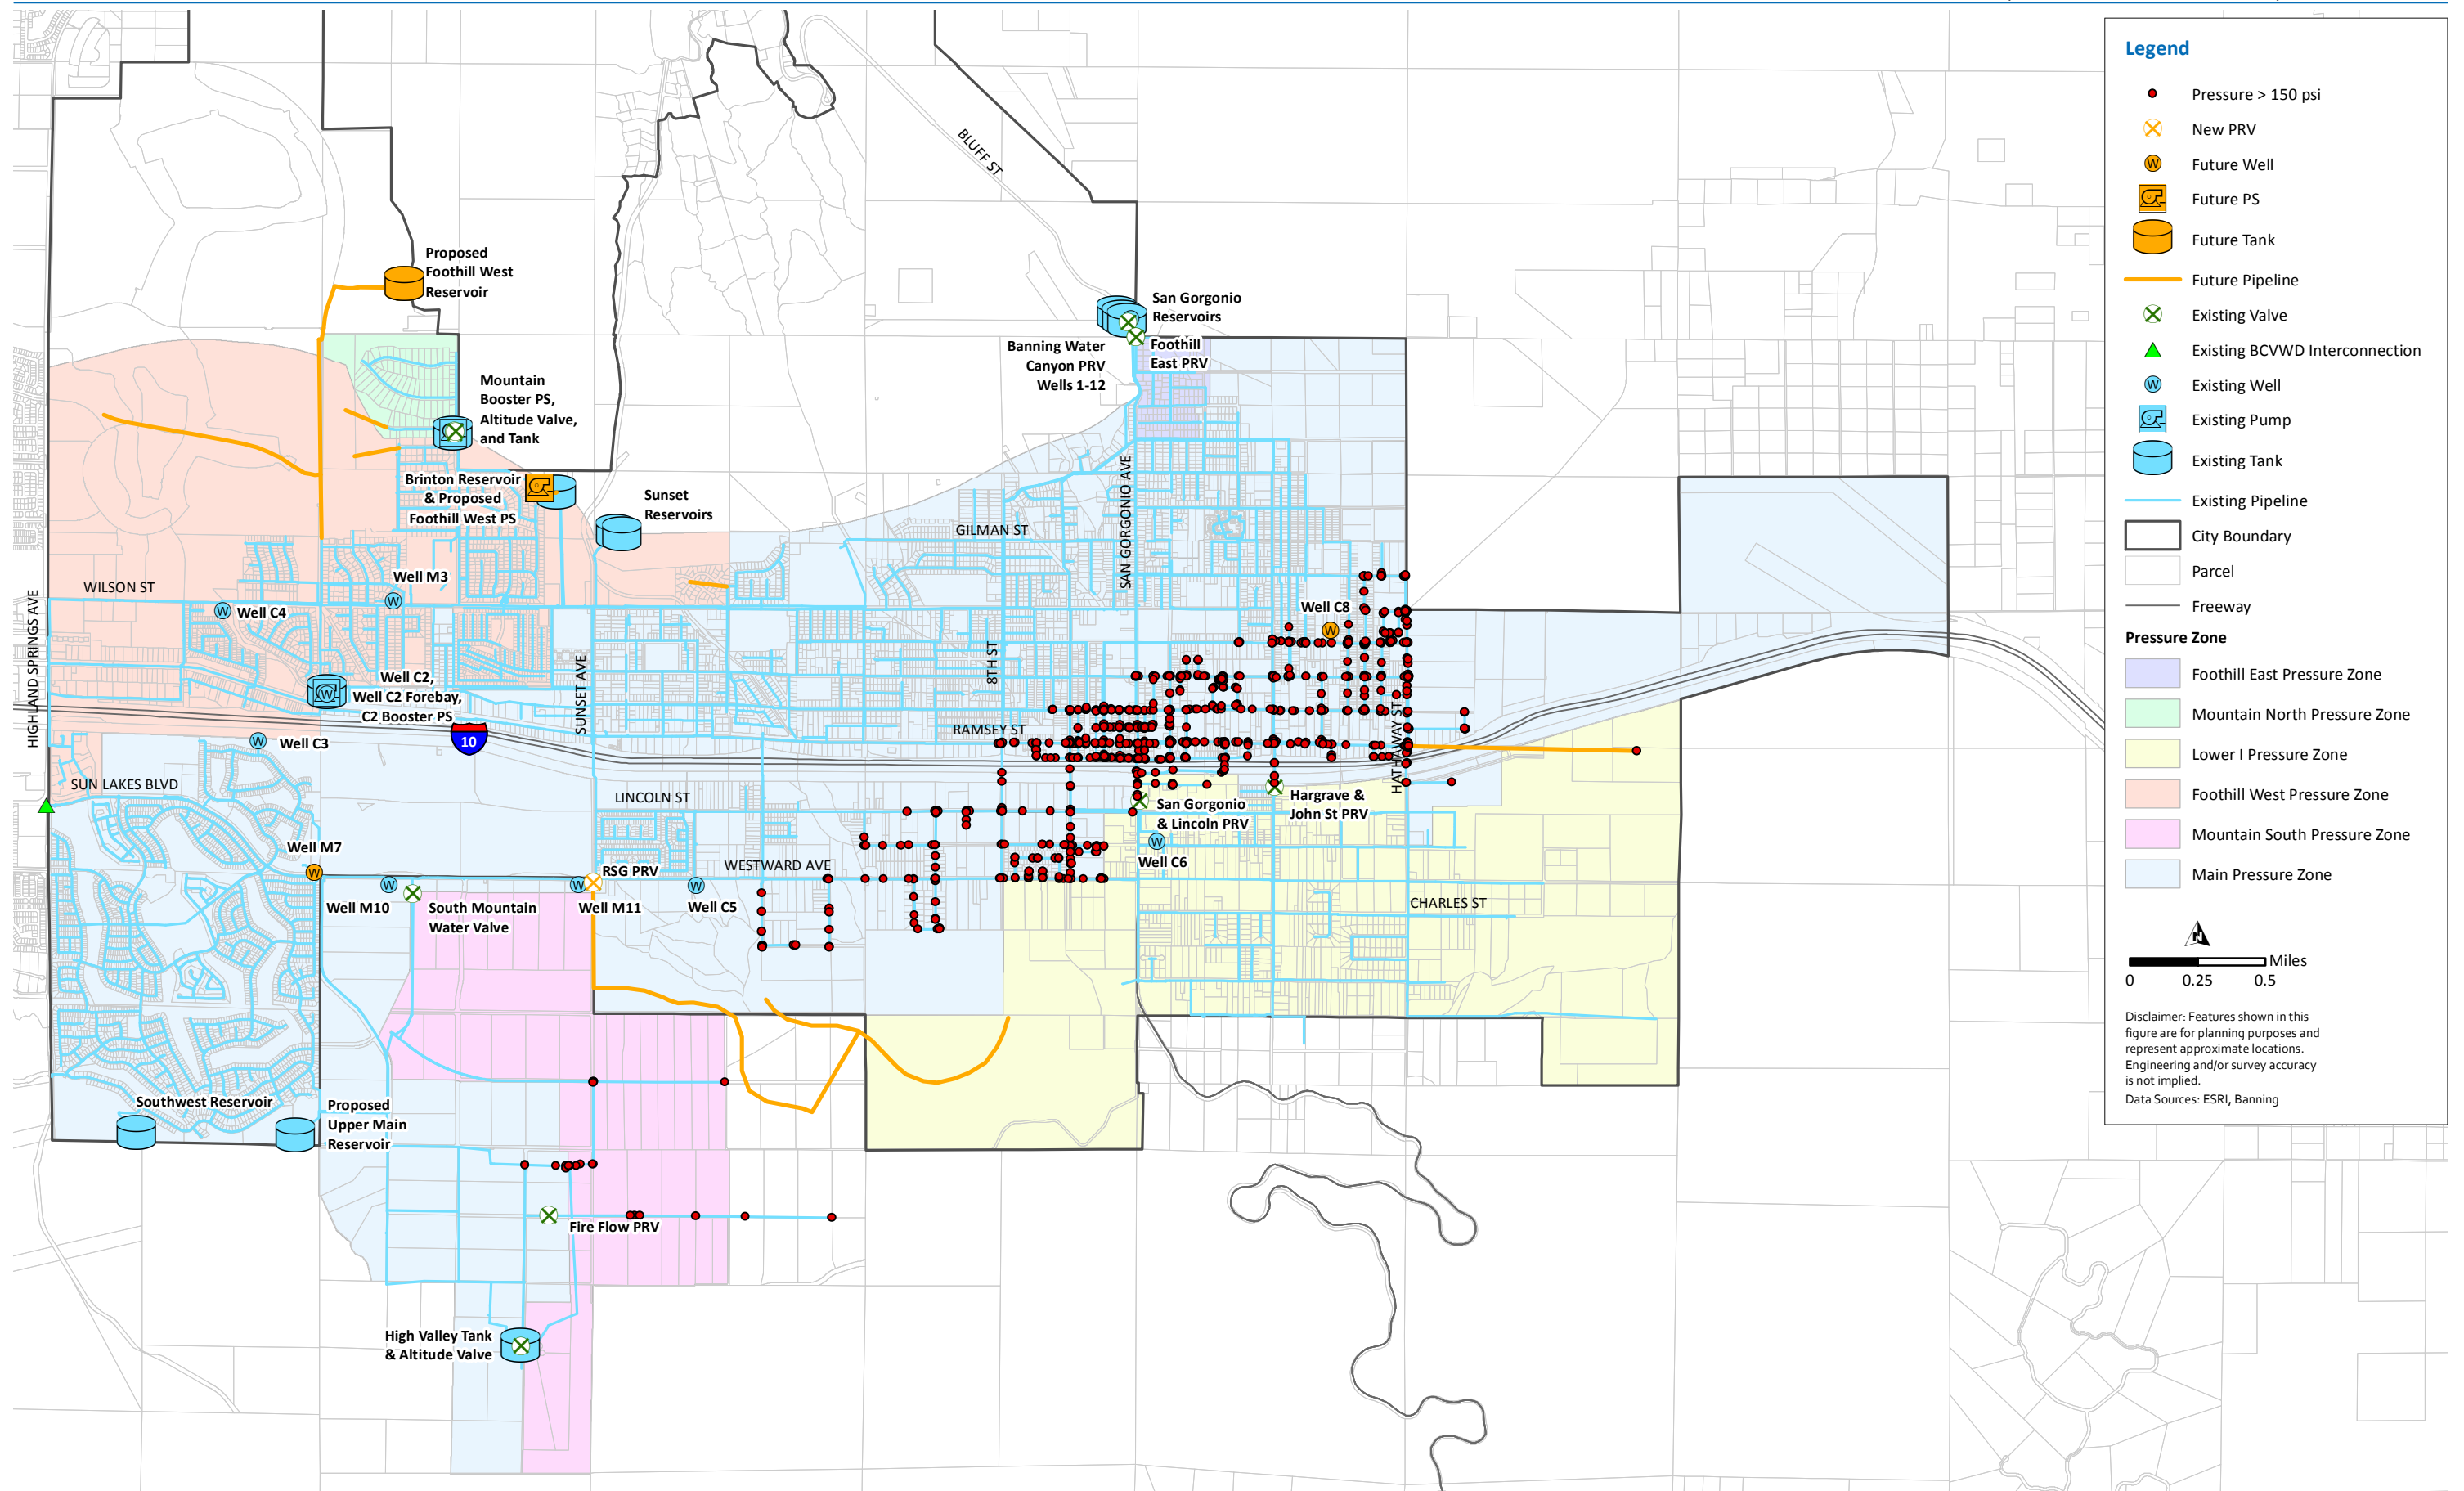 BLUFF ST
Proposed
Foothill West
Reservoir
San Gorgonio
Reservoirs
Banning Water
Canyon PRV
Wells 1-12
Foothill
East PRV
Mountain
Booster PS,
Altitude Valve,
and Tank
Brinton Reservoir
& Proposed
Foothill West PS
Sunset
Reservoirs
GILMAN ST
SAN GORGONIO AVE
WILSON ST
Well M3
W
W
Well C4
Well C8
W
HIGHLAND SPRINGS AVE
SUNSET AVE
8TH ST
Well C2,
Well C2 Forebay,
C2 Booster PS
W
10
W
Well C3
RAMSEY ST
HATHAWAY ST
SUN LAKES BLVD
LINCOLN ST
San Gorgonio
& Lincoln PRV
Hargrave &
John St PRV
W
Well C6
Well M7
W
WESTWARD AVE
RSG PRV
W
W
W
Well M10
South Mountain
Water Valve
Well M11
Well C5
CHARLES ST
Southwest Reservoir
Proposed
Upper Main
Reservoir
Fire Flow PRV
High Valley Tank
& Altitude Valve
Legend
Pressure > 150 psi
New PRV
W
Future Well
Future PS
Future Tank
Future Pipeline
Existing Valve
Existing BCVWD Interconnection
W
Existing Well
Existing Pump
Existing Tank
Existing Pipeline
City Boundary
Parcel
Freeway
Pressure Zone
Foothill East Pressure Zone
Mountain North Pressure Zone
Lower I Pressure Zone
Foothill West Pressure Zone
Mountain South Pressure Zone
Main Pressure Zone
N
Miles
0 0.25 0.5
Disclaimer: Features shown in this
figure are for planning purposes and
represent approximate locations.
Engineering and/or survey accuracy
is not implied.
Data Sources: ESRI, Banning